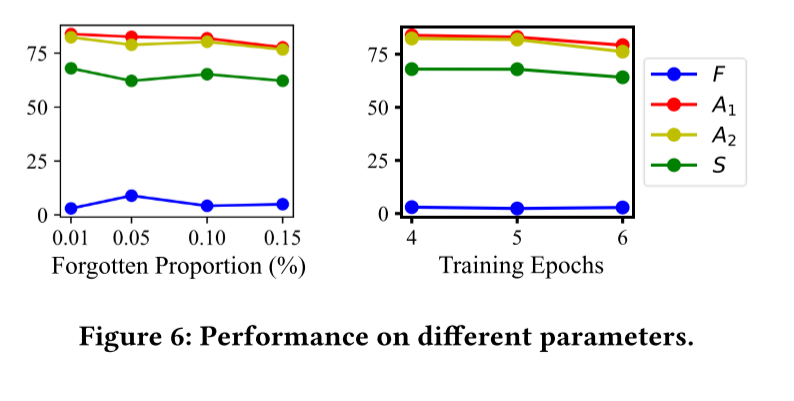 75
50
25
0
0.01 0.05 0.10 0.15
Forgotten Proportion (%)
75
50
25
0
4 5 6
Training Epochs
F
A₁
A₂
S
Figure 6: Performance on different parameters.